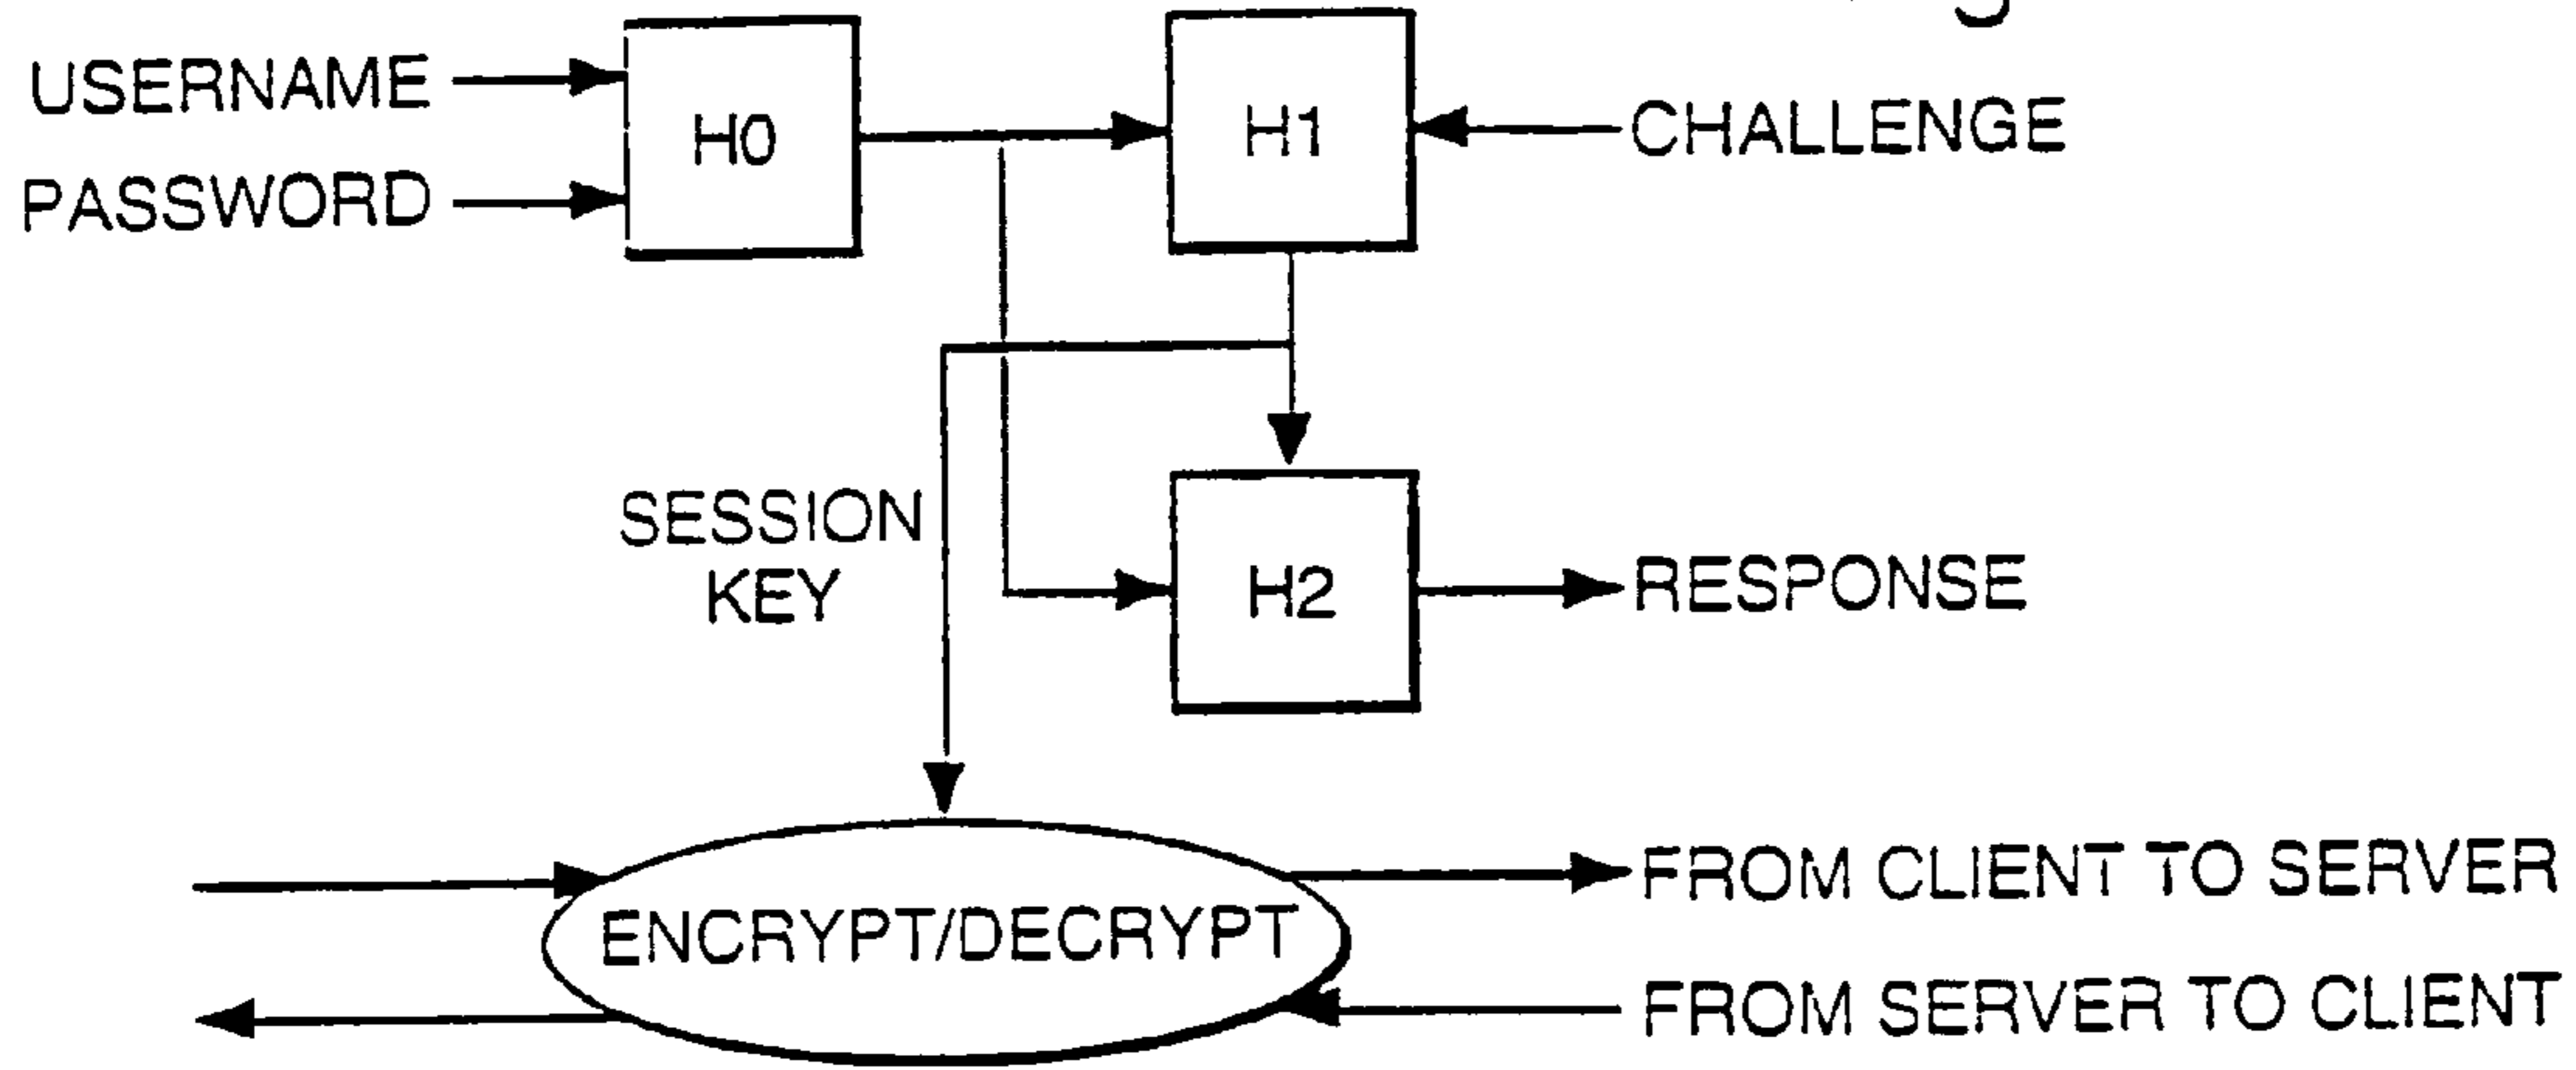 USERNAME
PASSWORD
H0
H1
CHALLENGE
SESSION
KEY
H2
RESPONSE
ENCRYPT/DECRYPT
FROM CLIENT TO SERVER
FROM SERVER TO CLIENT